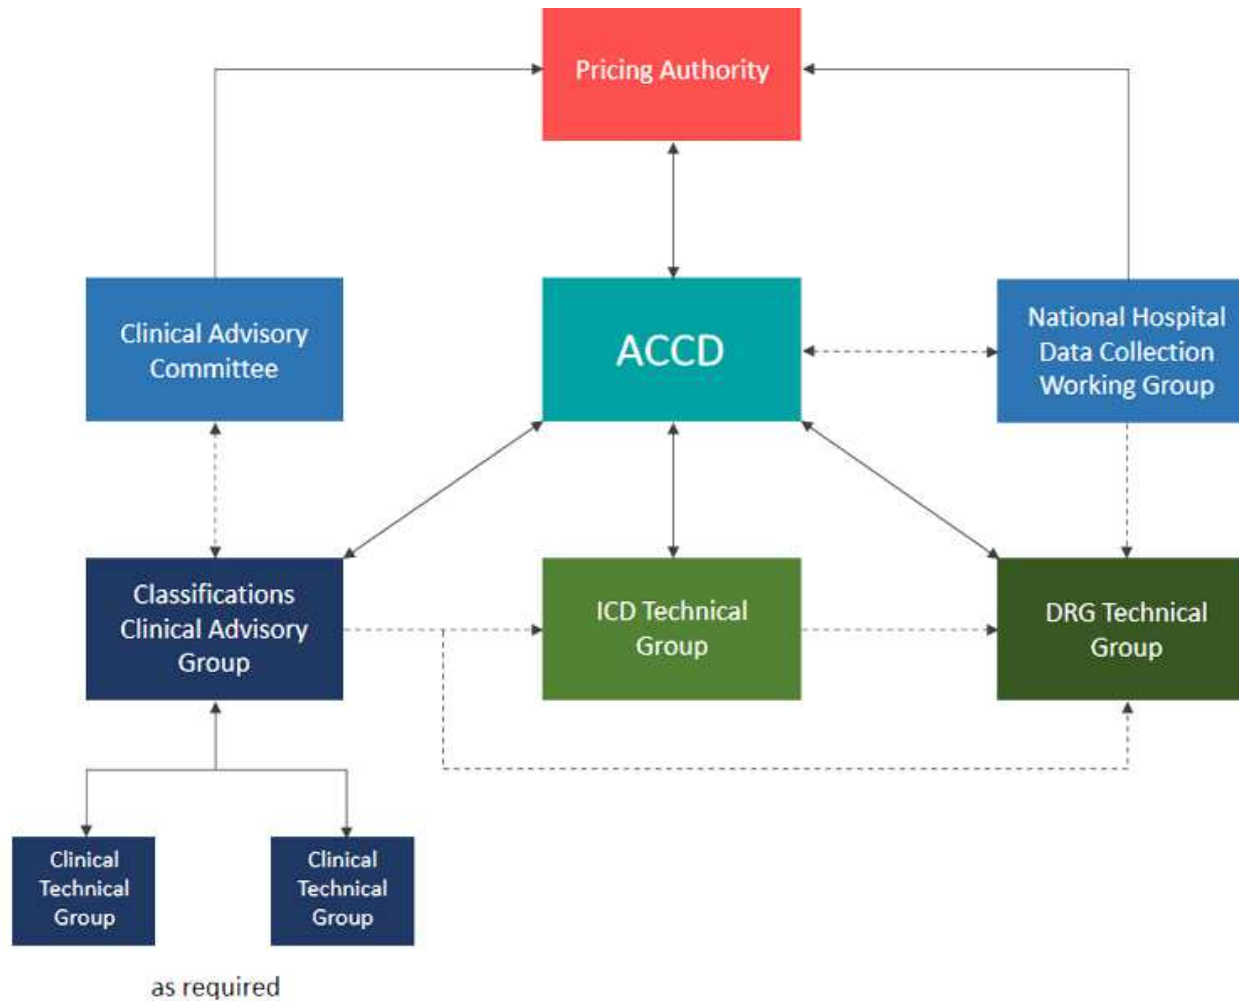 Pricing Authority
Clinical Advisory
Committee
ACCD
National Hospital
Data Collection
Working Group
Classifications
Clinical Advisory
Group
ICD Technical
Group
DRG Technical
Group
Clinical
Technical
Group
Clinical
Technical
Group
as required